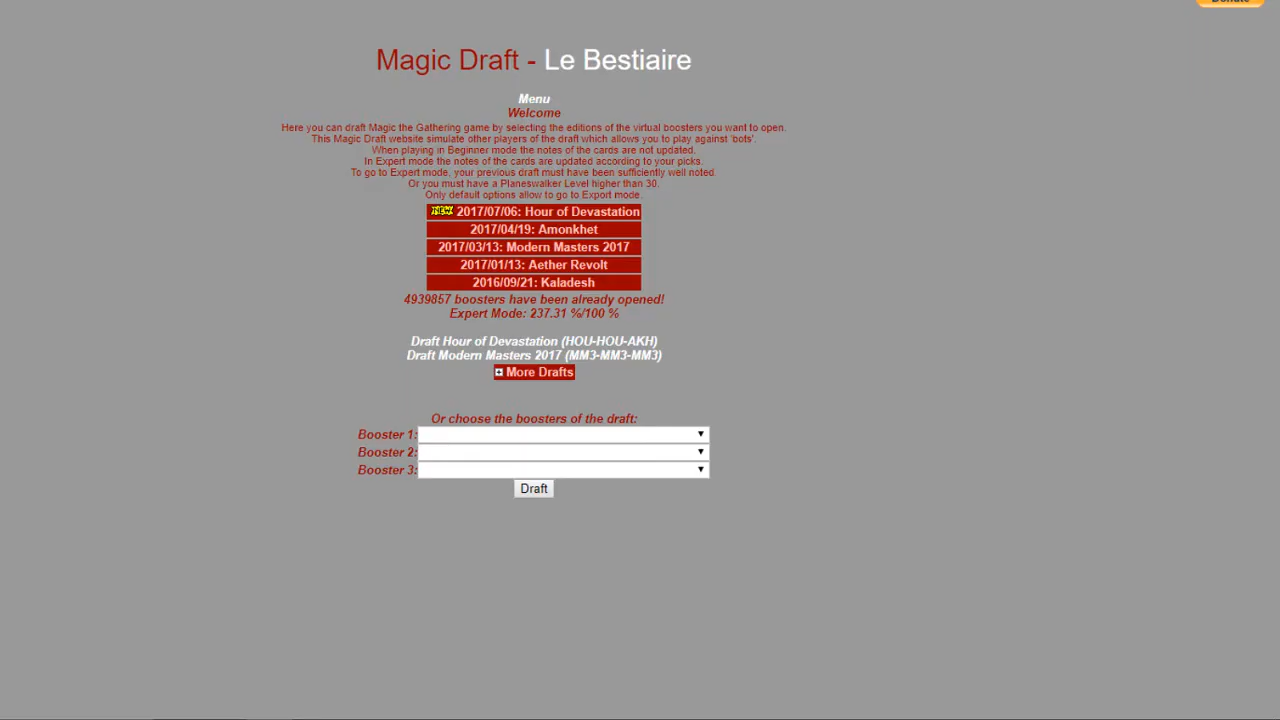 Donate
Magic Draft - Le Bestiaire
Menu
Welcome
Here you can draft Magic the Gathering game by selecting the editions of the virtual boosters you want to open.
This Magic Draft website simulate other players of the draft which allows you to play against 'bots'.
When playing in Beginner mode the notes of the cards are not updated.
In Expert mode the notes of the cards are updated according to your picks.
To go to Expert mode, your previous draft must have been sufficiently well noted.
Or you must have a Planeswalker Level higher than 30.
Only default options allow to go to Export mode.
NEW 2017/07/06: Hour of Devastation
2017/04/19: Amonkhet
2017/03/13: Modern Masters 2017
2017/01/13: Aether Revolt
2016/09/21: Kaladesh
4939857 boosters have been already opened!
Expert Mode: 237.31 %/100 %
Draft Hour of Devastation (HOU-HOU-AKH)
Draft Modern Masters 2017 (MM3-MM3-MM3)
More Drafts
Or choose the boosters of the draft:
Booster 1:
Booster 2:
Booster 3:
Draft